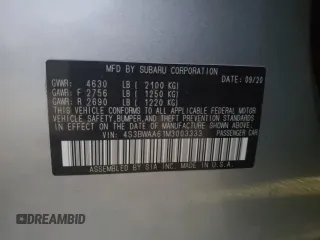 MFD BY SUBARU CORPORATION
DATE: 09/20
GVWR: 4630 LB ( 2100 KG)
GAWR: F 2756 LB ( 1250 KG)
GAWR: R 2690 LB ( 1220 KG)
THIS VEHICLE CONFORMS TO ALL APPLICABLE FEDERAL MOTOR
VEHICLE SAFETY, BUMPER, AND THEFT PREVENTION STANDARDS
IN EFFECT ON THE DATE OF MANUFACTURE SHOWN ABOVE.
PASSENGER CAR
ASSEMBLED BY SIA INC. MADE IN U.S.A.
DREAMBID